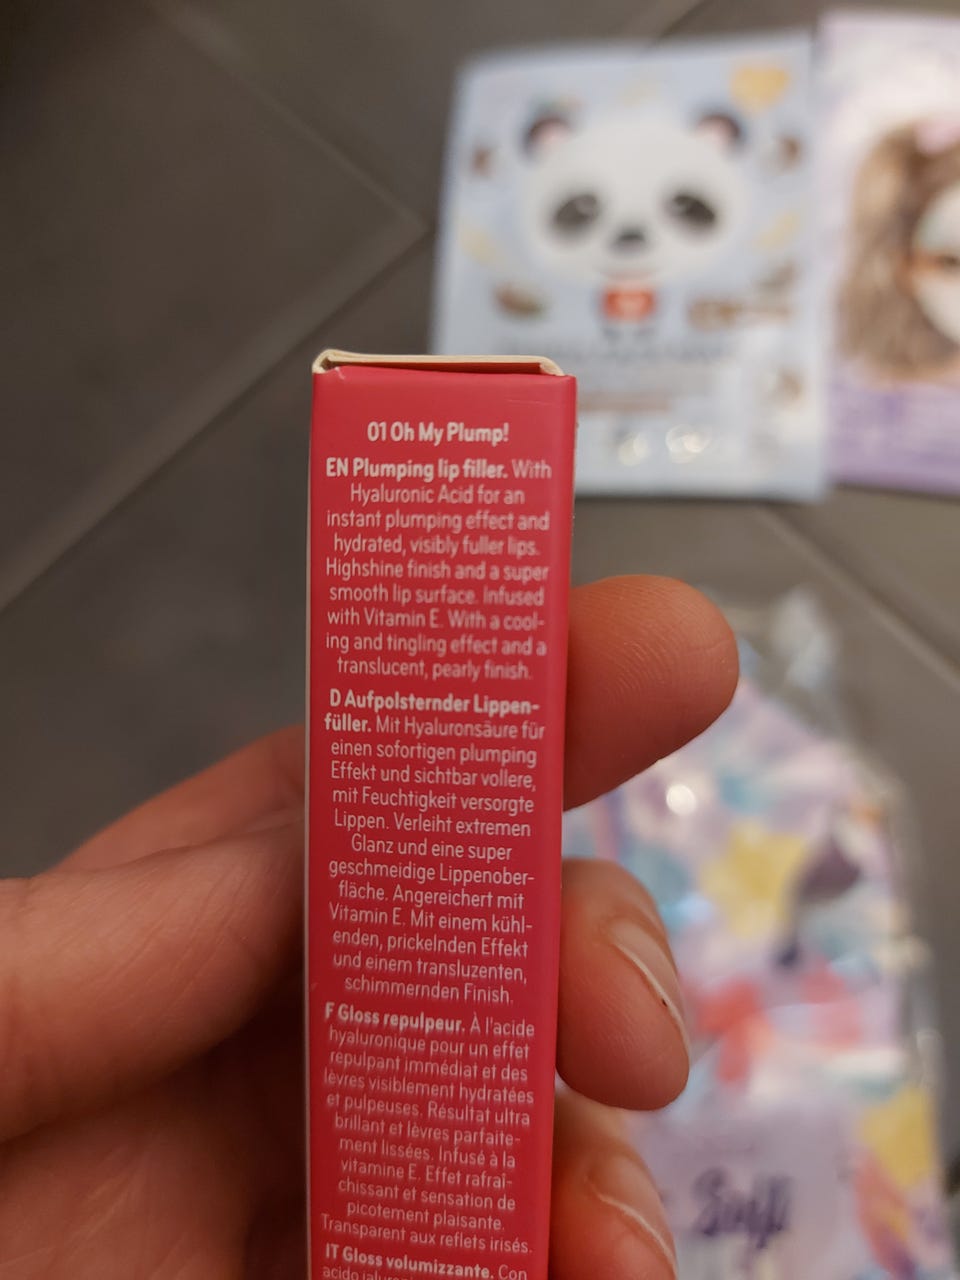 01 Oh My Plump!
EN Plumping lip filler. With
Hyaluronic Acid for an
instant plumping effect and
hydrated, visibly fuller lips.
Highshine finish and a super
smooth lip surface. Infused
with Vitamin E. With a cool-
ing and tingling effect and a
translucent, pearly finish.
D Aufpolsternder Lippen-
füller. Mit Hyaluronsäure für
einen sofortigen plumping
Effekt und sichtbar vollere,
mit Feuchtigkeit versorgte
Lippen. Verleiht extremen
Glanz und eine super
geschmeidige Lippenober-
fläche. Angereichert mit
Vitamin E. Mit einem kühl-
enden, prickelnden Effekt
und einem transluzenten,
schimmernden Finish.
F Gloss repulpeur. À l'acide
hyaluronique pour un effet
repulpant immédiat et des
lèvres visiblement hydratées
et pulpeuses. Résultat ultra
brillant et lèvres parfaite-
ment lissées. Infusé à la
vitamine E. Effet rafraî-
chissant et sensation de
picotement plaisante.
Transparent aux reflets irisés.
IT Gloss volumizzante. Con